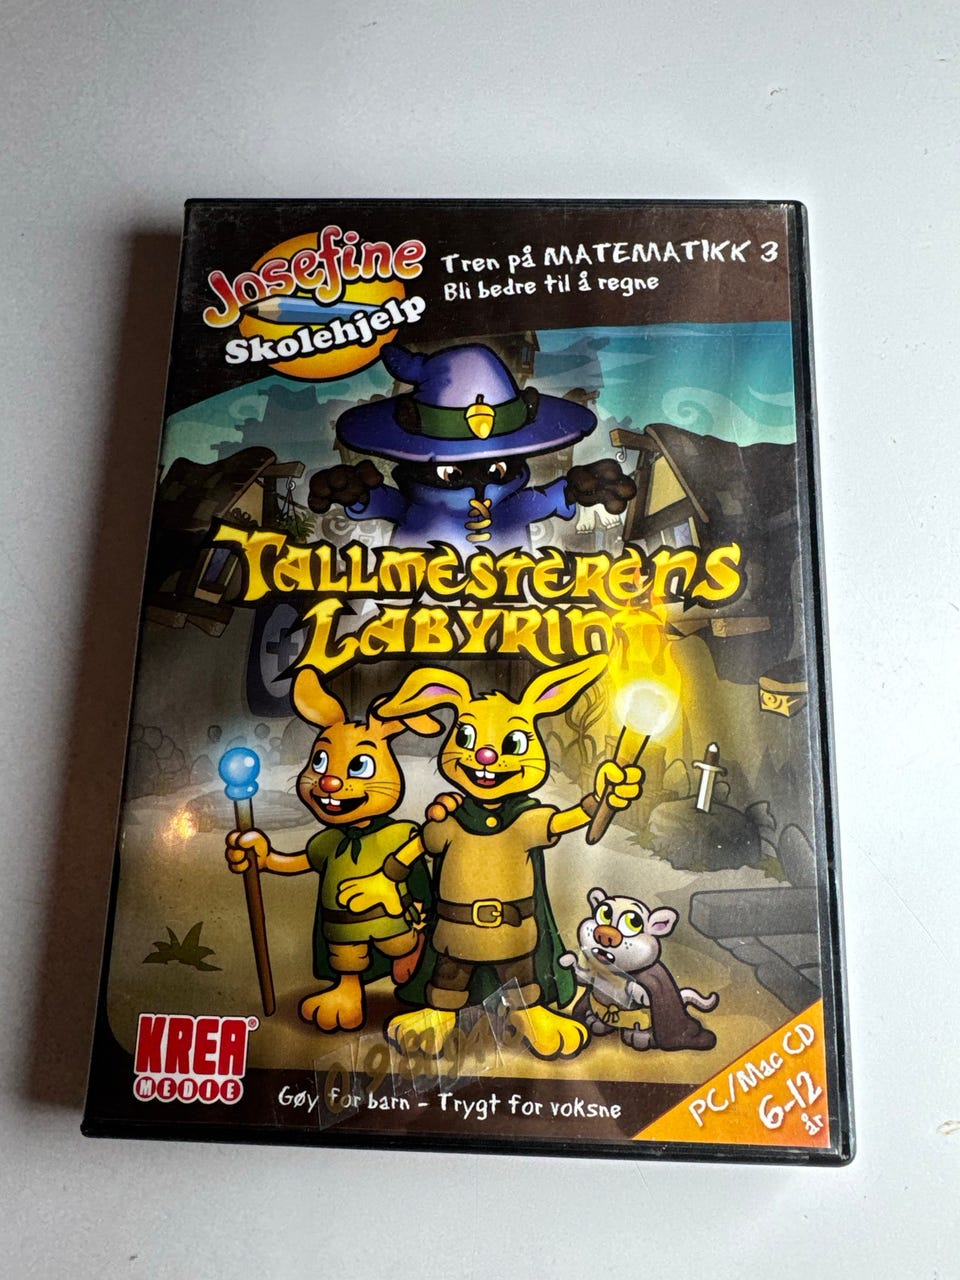 Josefine
Skolehjelp
Tren på MATEMATIKK 3
Bli bedre til å regne
TALLMESTERENS
LABYRINT
KREA®
MEDIE
Gøy for barn – Trygt for voksne
PC/Mac CD
6-12
år